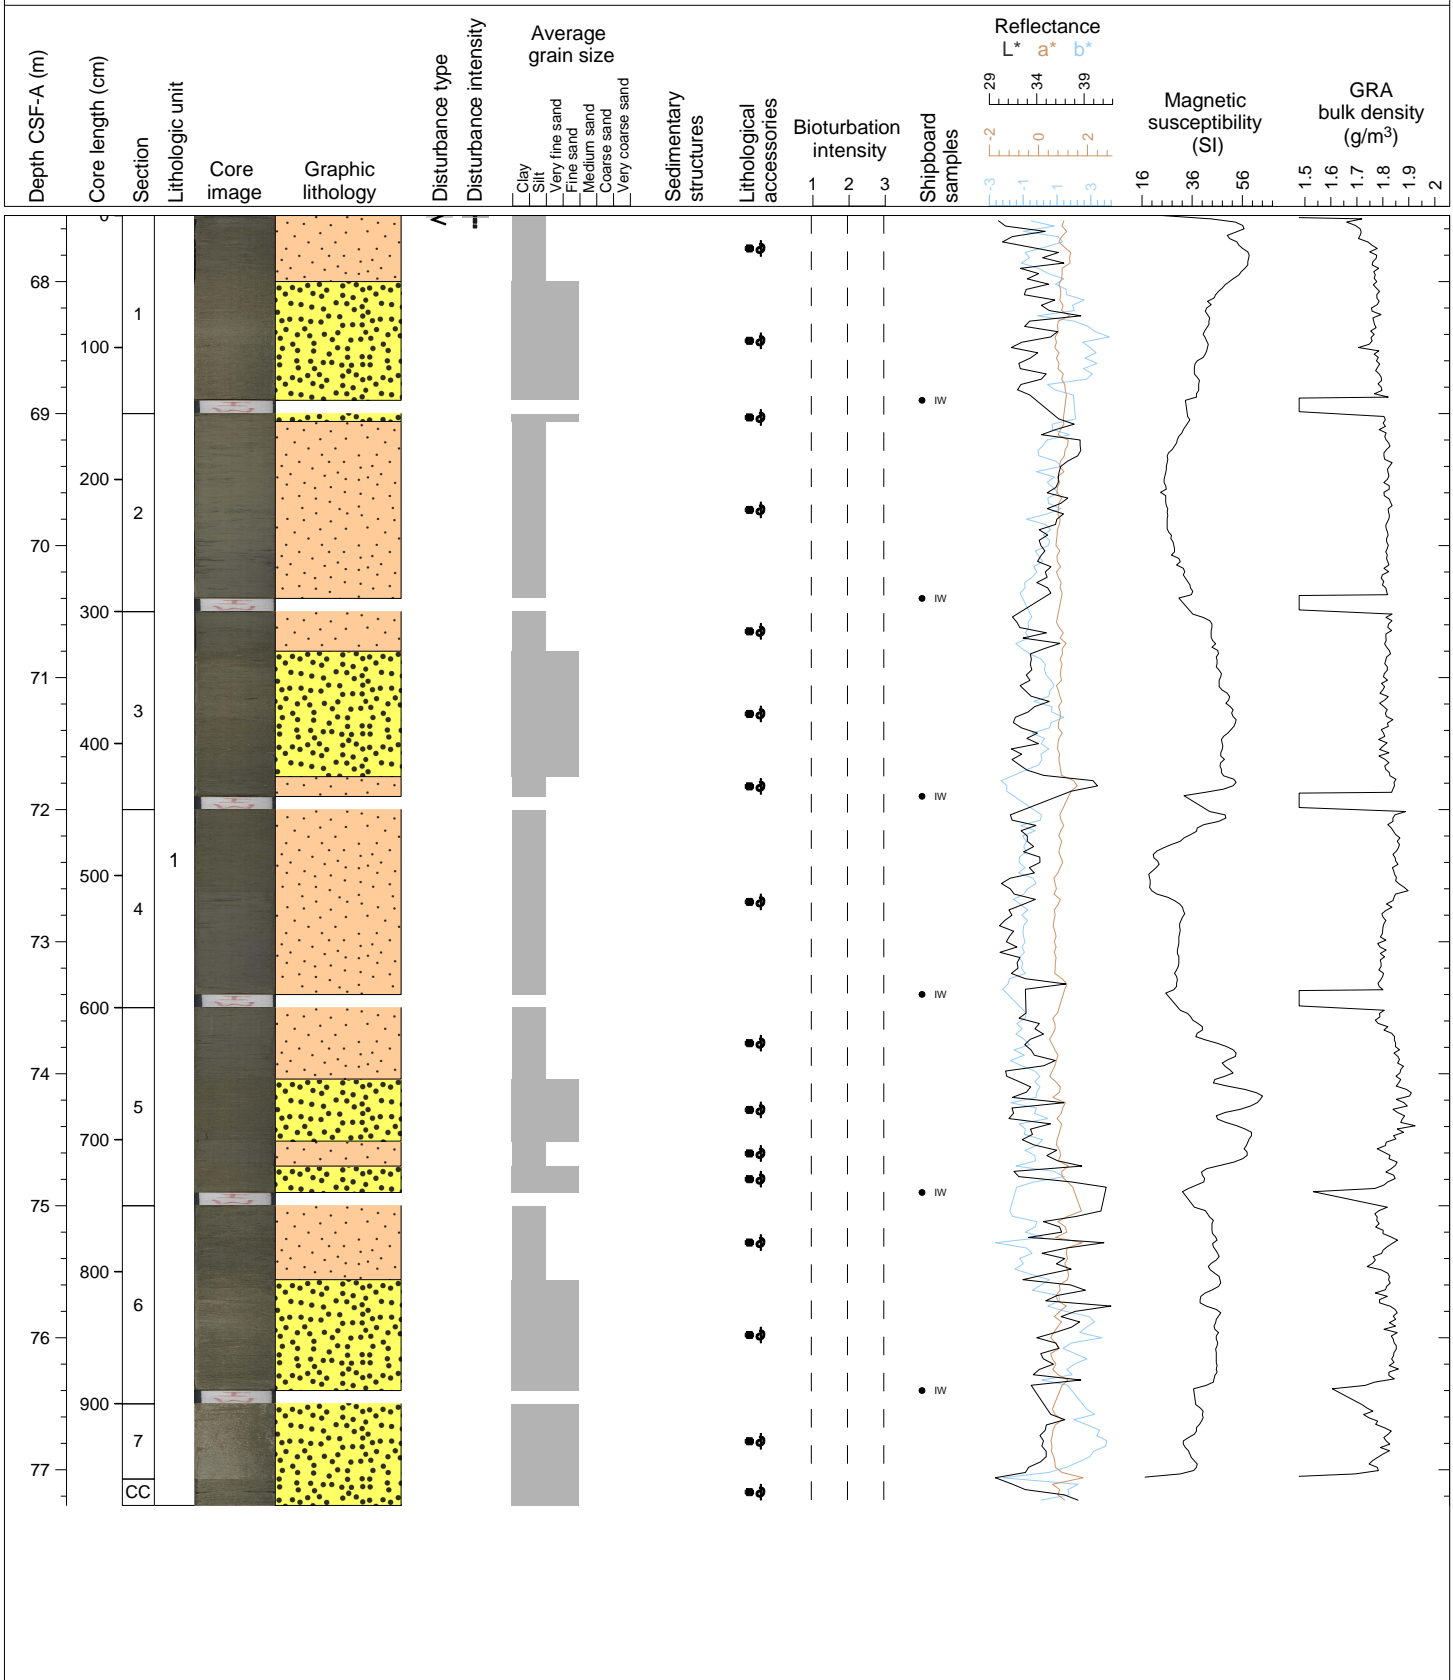 Depth CSF-A (m)
Core length (cm)
Section
Lithologic unit
Core
image
Graphic
lithology
Disturbance type
Disturbance intensity
Average
grain size
Clay
Silt
Very fine sand
Fine sand
Medium sand
Coarse sand
Very coarse sand
Sedimentary
structures
Lithological
accessories
Bioturbation
intensity
1 2 3
Shipboard
samples
Reflectance
L* a* b*
29 34 39
-2 0 2
-3 -1 1 3
Magnetic
susceptibility
(SI)
16 36 56
GRA
bulk density
(g/m3)
1.5 1.6 1.7 1.8 1.9 2
0
68
1
100
IW
69
200
2
70
IW
300
71
3
400
IW
72
1
500
4
73
IW
600
74
5
700
IW
75
800
6
76
IW
900
7
77
CC